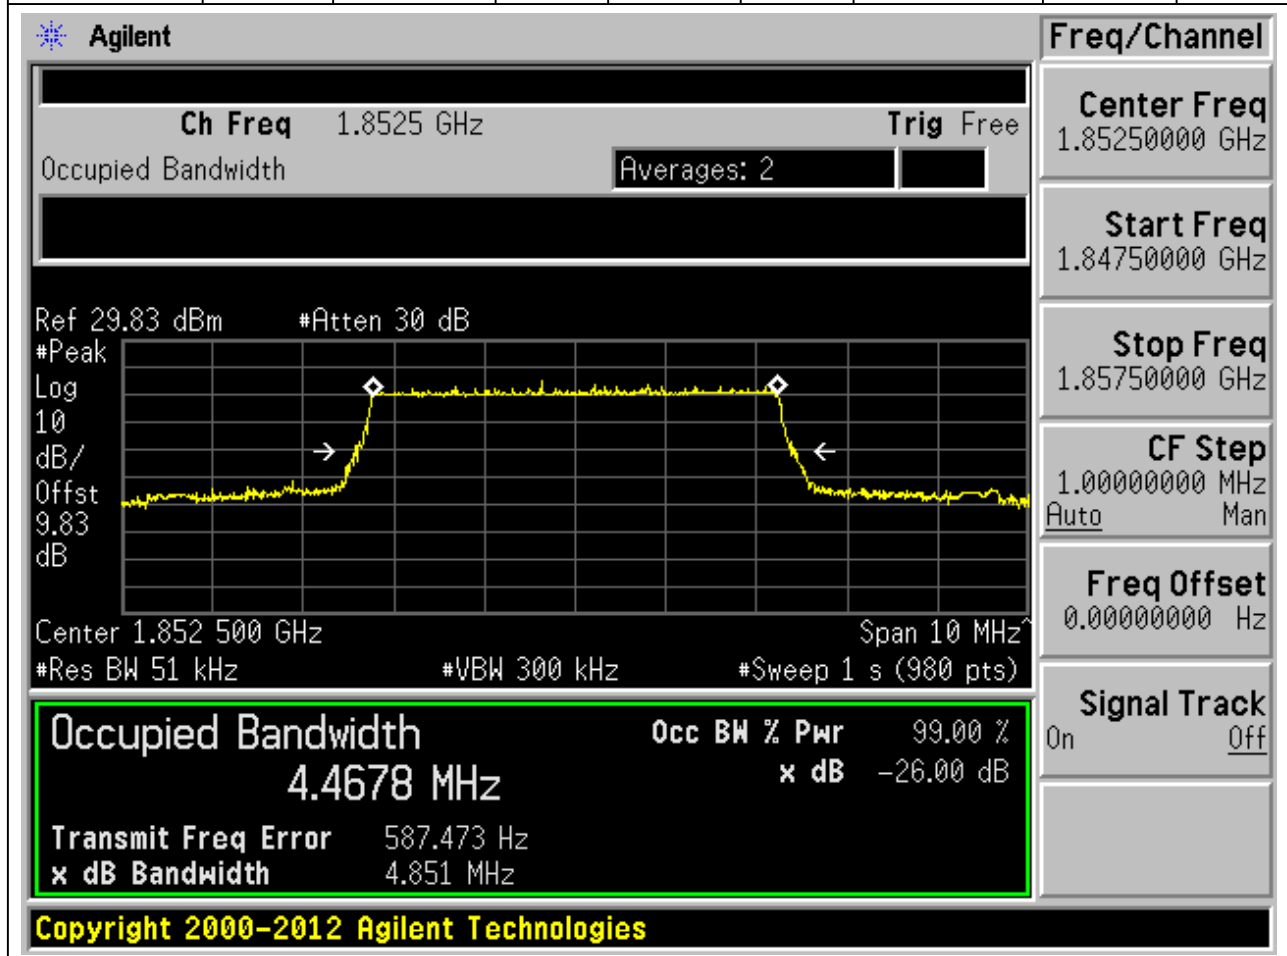 Agilent
Freq/Channel
Ch Freq 1.8525 GHz Trig Free
Occupied Bandwidth Averages: 2
Center Freq
1.85250000 GHz
Start Freq
1.84750000 GHz
Stop Freq
1.85750000 GHz
CF Step
1.00000000 MHz
Auto Man
Freq Offset
0.00000000 Hz
Signal Track
On Off
Ref 29.83 dBm #Atten 30 dB
#Peak
Log
10
dB/
Offst
9.83
dB
Center 1.852 500 GHz Span 10 MHz^
#Res BW 51 kHz #VBW 300 kHz #Sweep 1 s (980 pts)
Occupied Bandwidth
4.4678 MHz
Occ BW % Pwr 99.00 %
x dB -26.00 dB
Transmit Freq Error 587.473 Hz
x dB Bandwidth 4.851 MHz
Copyright 2000-2012 Agilent Technologies